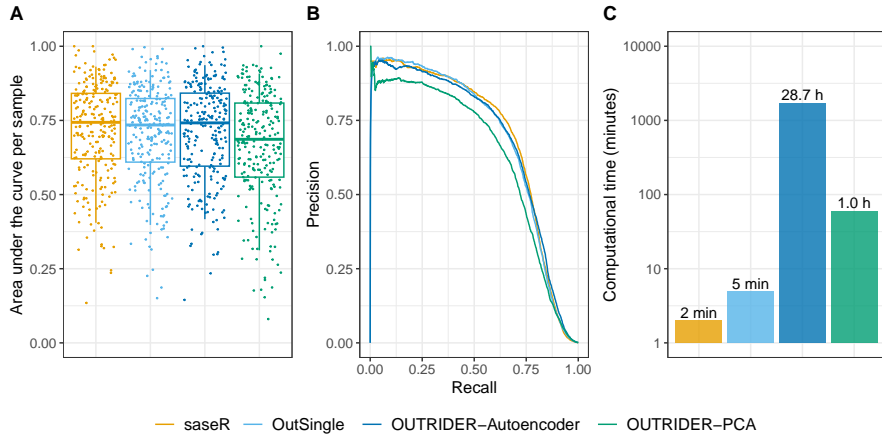 A
Area under the curve per sample
1.00
0.75
0.50
0.25
0.00
B
Precision
1.00
0.75
0.50
0.25
0.00
0.00 0.25 0.50 0.75 1.00
Recall
C
Computational time (minutes)
10000
1000
100
10
1
2 min
5 min
28.7 h
1.0 h
saseR OutSingle OUTRIDER−Autoencoder OUTRIDER−PCA